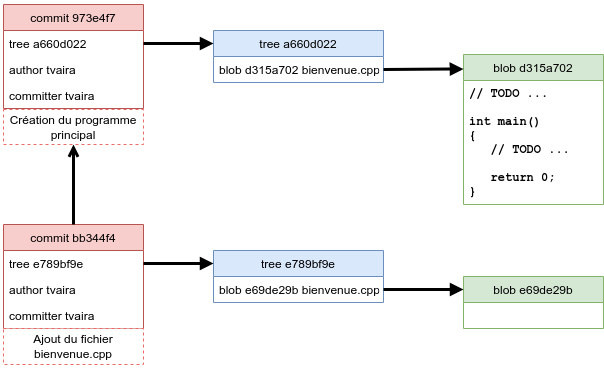 commit 973e4f7
tree a660d022
author tvaira
committer tvaira
Création du programme
principal
tree a660d022
blob d315a702 bienvenue.cpp
blob d315a702
// TODO ...
int main()
{
// TODO ...
return 0;
}
commit bb344f4
tree e789bf9e
author tvaira
committer tvaira
Ajout du fichier
bienvenue.cpp
tree e789bf9e
blob e69de29b bienvenue.cpp
blob e69de29b